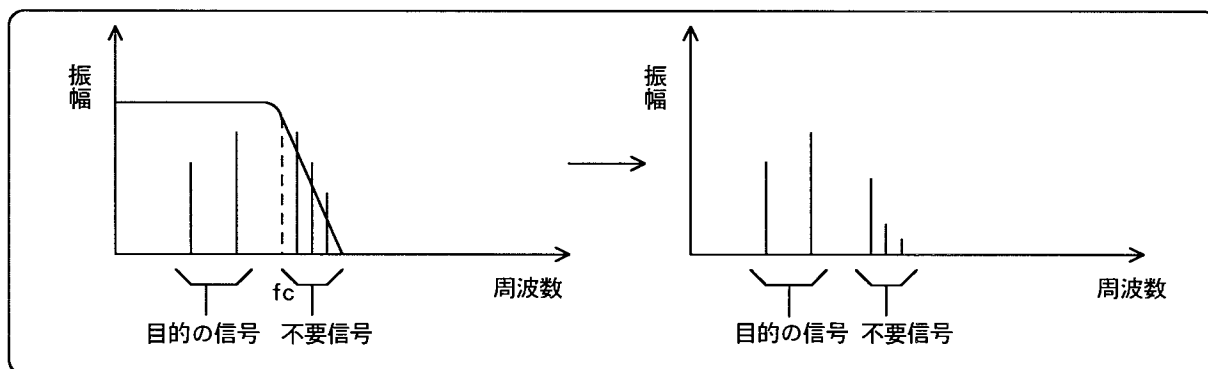 振幅
fc
周波数
目的の信号
不要信号
振幅
周波数
目的の信号
不要信号